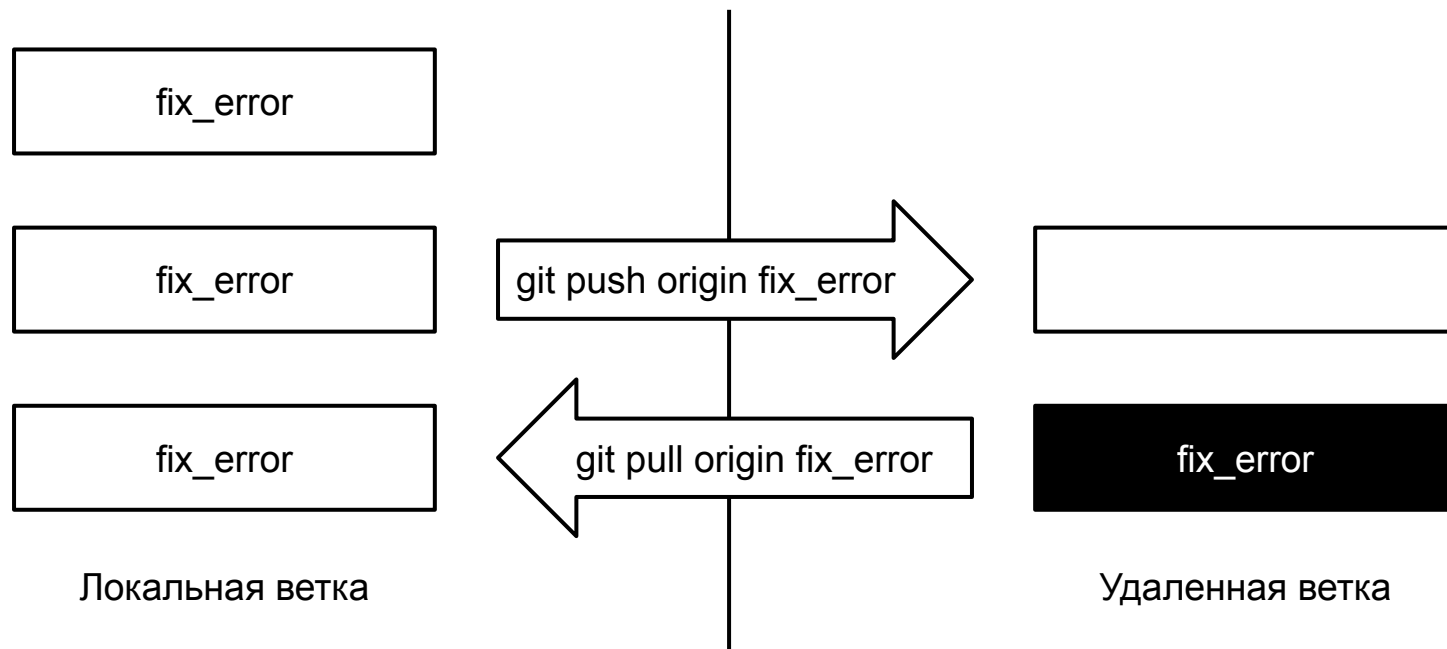 fix_error
fix_error
git push origin fix_error
fix_error
git pull origin fix_error
fix_error
Локальная ветка
Удаленная ветка